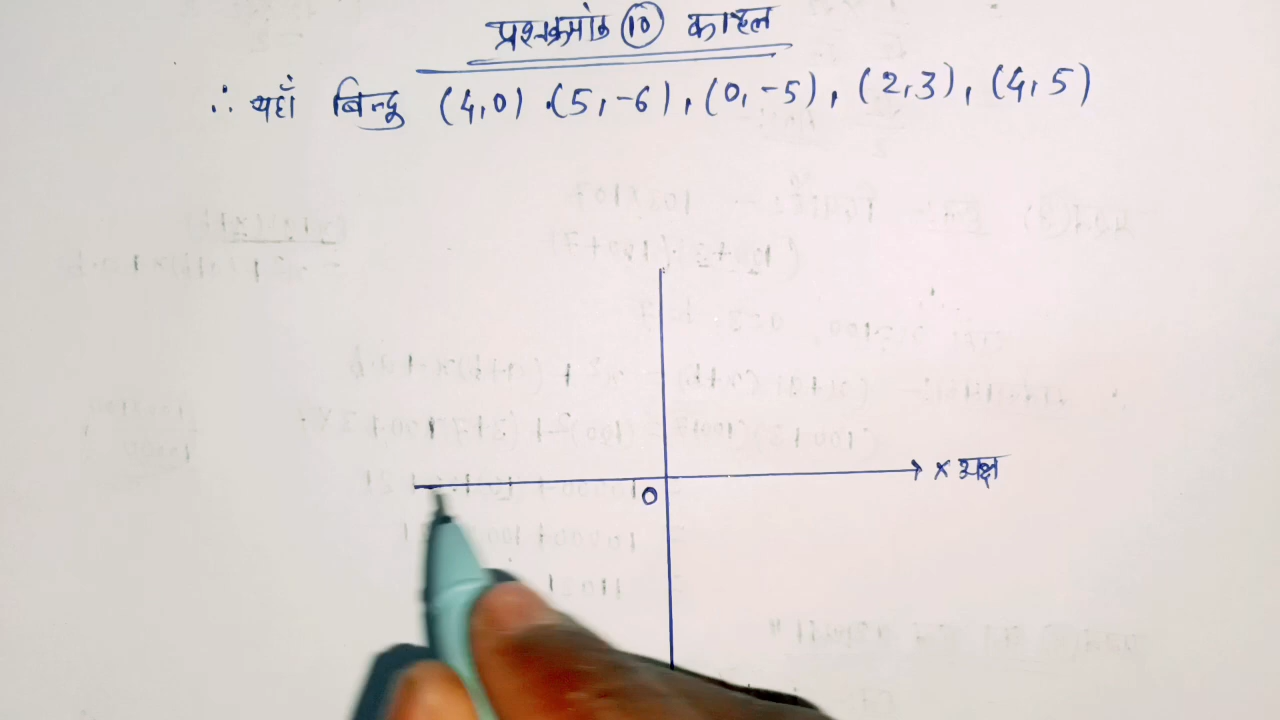 प्रश्नक्रमांक 10 का हल
∴ यहाँ बिन्दु (4,0) .(5,-6), (0,-5), (2,3), (4,5)
x अक्ष
0